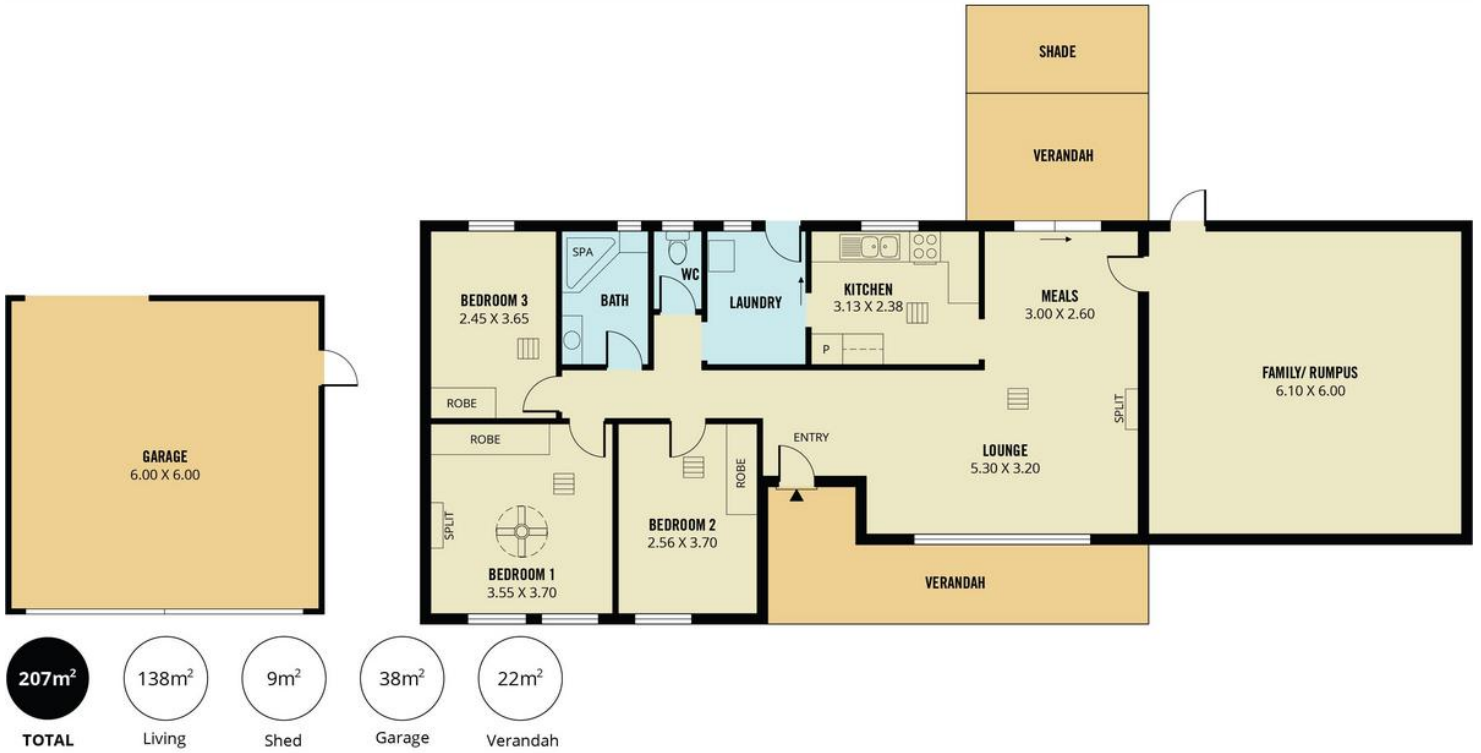 SHADE
VERANDAH
BEDROOM 3
2.45 X 3.65
ROBE
SPA
BATH
WC
LAUNDRY
KITCHEN
3.13 X 2.38
P
MEALS
3.00 X 2.60
FAMILY/ RUMPUS
6.10 X 6.00
GARAGE
6.00 X 6.00
ROBE
SPLIT
BEDROOM 1
3.55 X 3.70
ROBE
BEDROOM 2
2.56 X 3.70
ENTRY
LOUNGE
5.30 X 3.20
SPLIT
VERANDAH
207m²
TOTAL
138m²
Living
9m²
Shed
38m²
Garage
22m²
Verandah